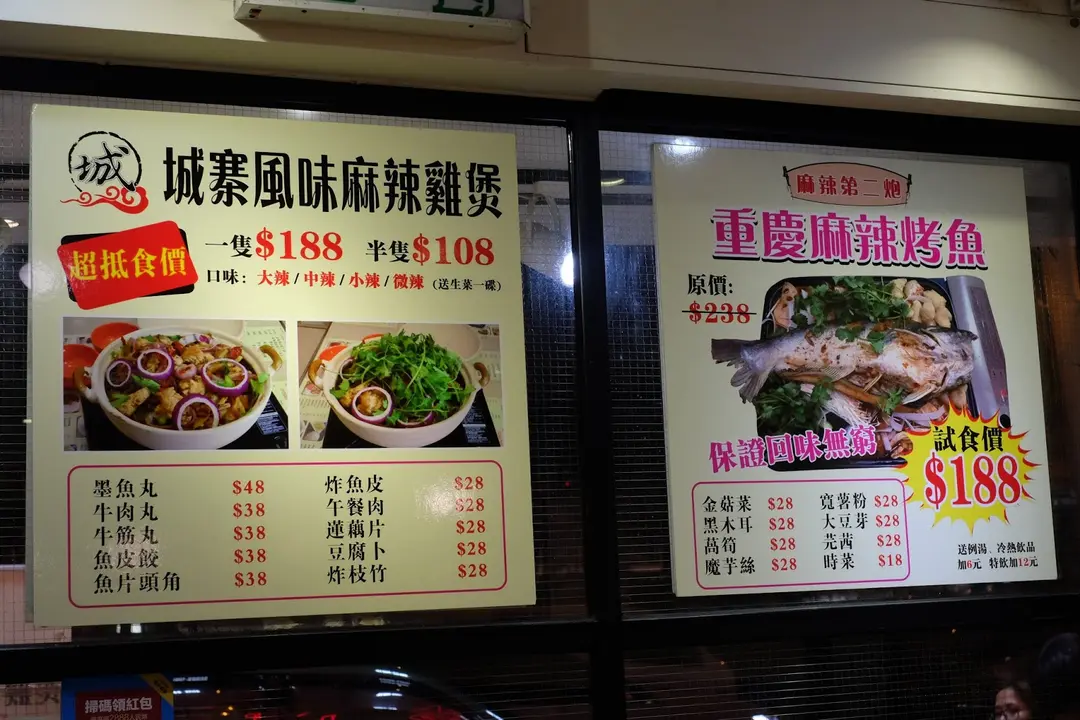 城
城寨風味麻辣雞煲
超抵食價
一隻$188 半隻$108
口味：大辣/中辣/小辣/微辣 (送生菜一碟)
墨魚丸 $48
牛肉丸 $38
牛筋丸 $38
魚皮餃 $38
魚片頭角 $38
炸魚皮 $28
午餐肉 $28
蓮藕片 $28
豆腐卜 $28
炸枝竹 $28
麻辣第二炮
重慶麻辣烤魚
原價：
$238
保證回味無窮
試食價
$188
金菇菜 $28
黑木耳 $28
萵筍 $28
魔芋絲 $28
寬薯粉 $28
大豆芽 $28
芫茜 $28
時菜 $18
送例湯、冷熱飲品
加6元 特飲加12元
掃碼領紅包